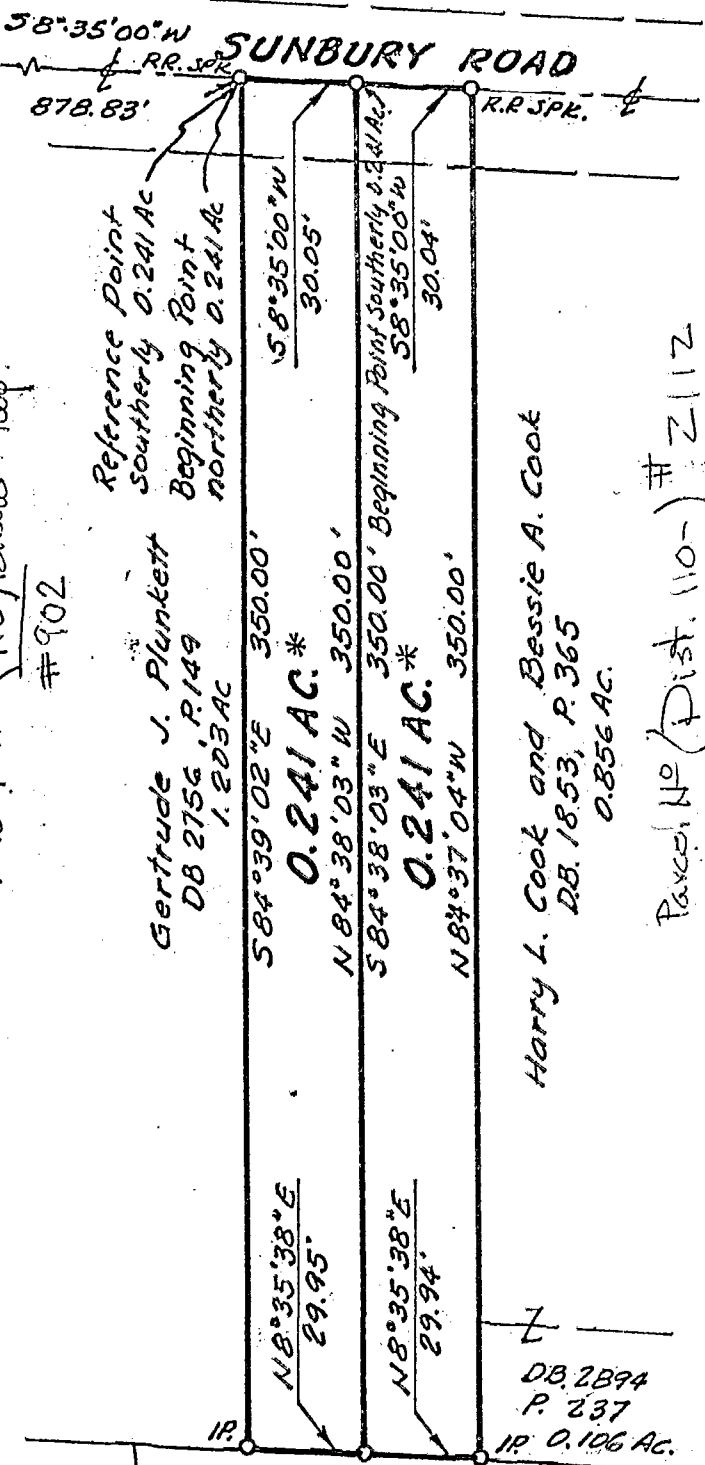 S8°35'00"W
SUNBURY ROAD
R.R. SPK.
878.83'
R.R. SPK.
Reference Point
Southerly 0.241 Ac
Beginning Point
northerly 0.241 Ac
S8°35'00"W
30.05'
Beginning Point Southerly 0.241 Ac.
S8°35'00"W
30.04'
#902
Gertrude J. Plunkett
DB 2756, P.149
1.203 AC
S84°39'02"E 350.00'
0.241 AC.*
N84°38'03"W 350.00'
S84°38'03"E 350.00'
0.241 AC.*
N84°37'04"W 350.00'
Harry L. Cook and Bessie A. Cook
D.B. 1853, P. 365
0.856 Ac.
Parcel Nº (Dist. 110-) # 2112
N8°35'38"E
29.95'
N8°35'38"E
29.94'
DB. 2894
P. 237
0.106 Ac.
IP.
IP.